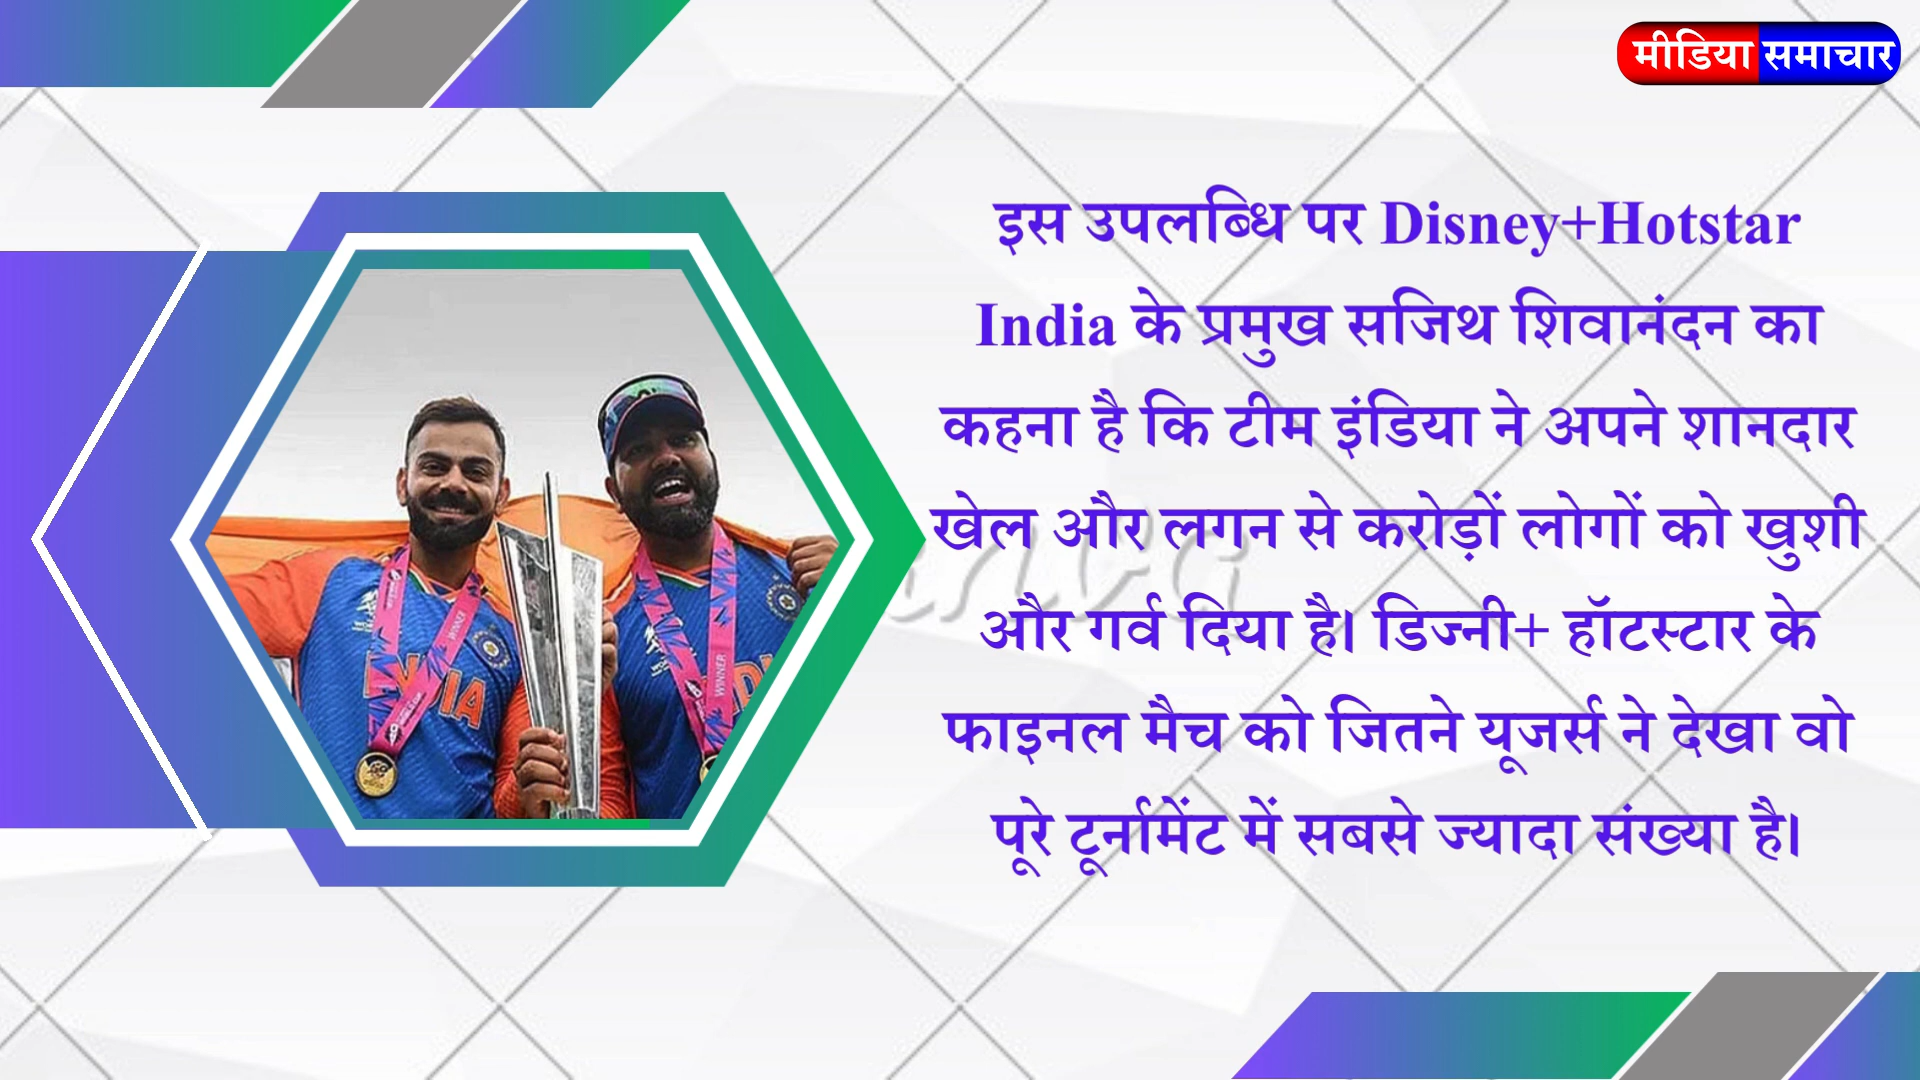 मीडिया समाचार
इस उपलब्धि पर Disney+Hotstar
India के प्रमुख सजिथ शिवानंदन का
कहना है कि टीम इंडिया ने अपने शानदार
खेल और लगन से करोड़ों लोगों को खुशी
और गर्व दिया है। डिज्नी+ हॉटस्टार के
फाइनल मैच को जितने यूजर्स ने देखा वो
पूरे टूर्नामेंट में सबसे ज्यादा संख्या है।
WINNER